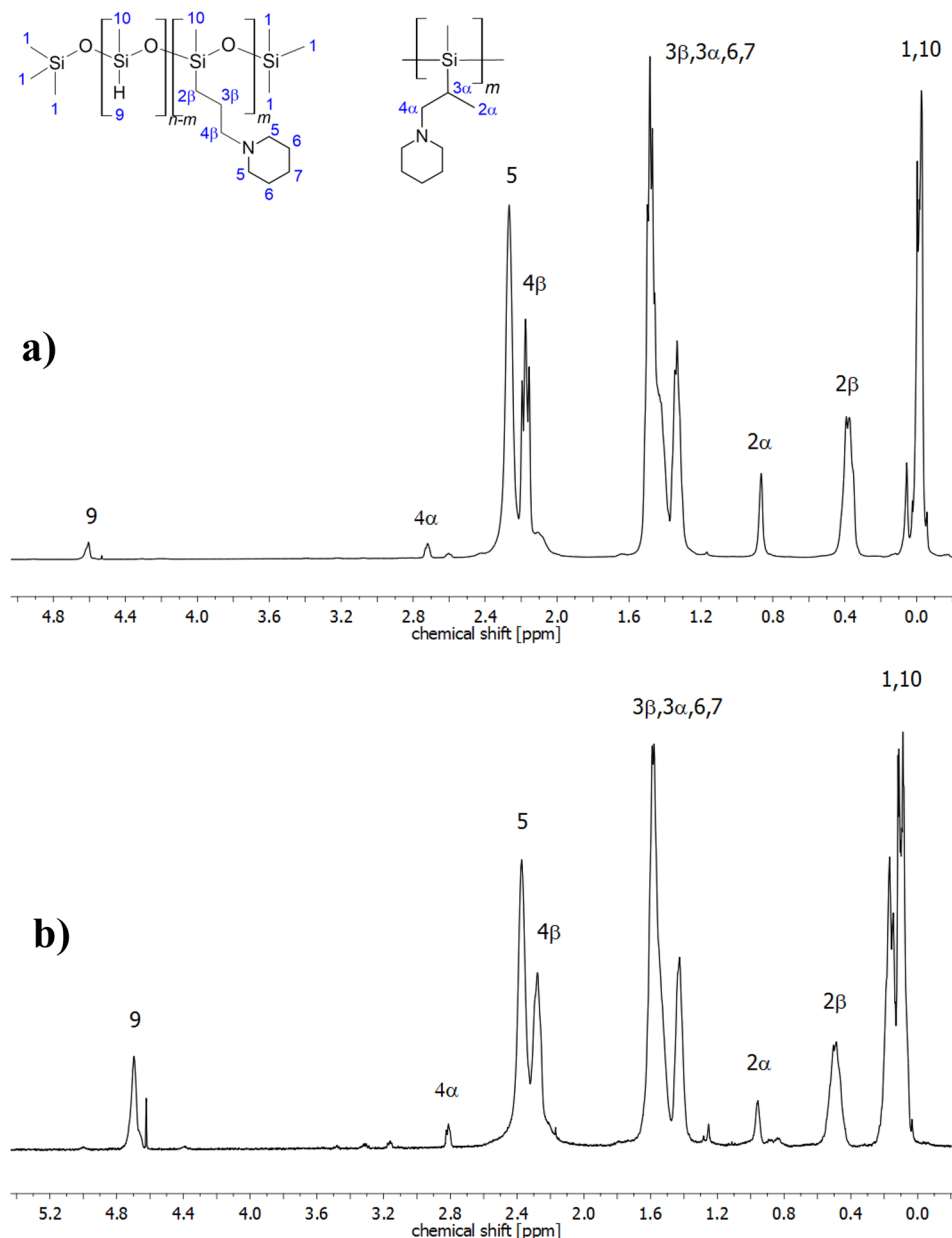 10 10 1 1
O O O
Si Si Si Si 1
1 1 H 9 2β 3β 1 3α
n-m m m
4β 4α 2α
N 5 6 5 7 6
N
3β,3α,6,7
1,10
5
4β
a)
2β
2α
9
4α
4.8 4.4 4.0 3.6 3.2 2.8 2.4 2.0 1.6 1.2 0.8 0.4 0.0
chemical shift [ppm]
1,10
3β,3α,6,7
5
b)
4β
9
2β
2α
4α
5.2 4.8 4.4 4.0 3.6 3.2 2.8 2.4 2.0 1.6 1.2 0.8 0.4 0.0
chemical shift [ppm]